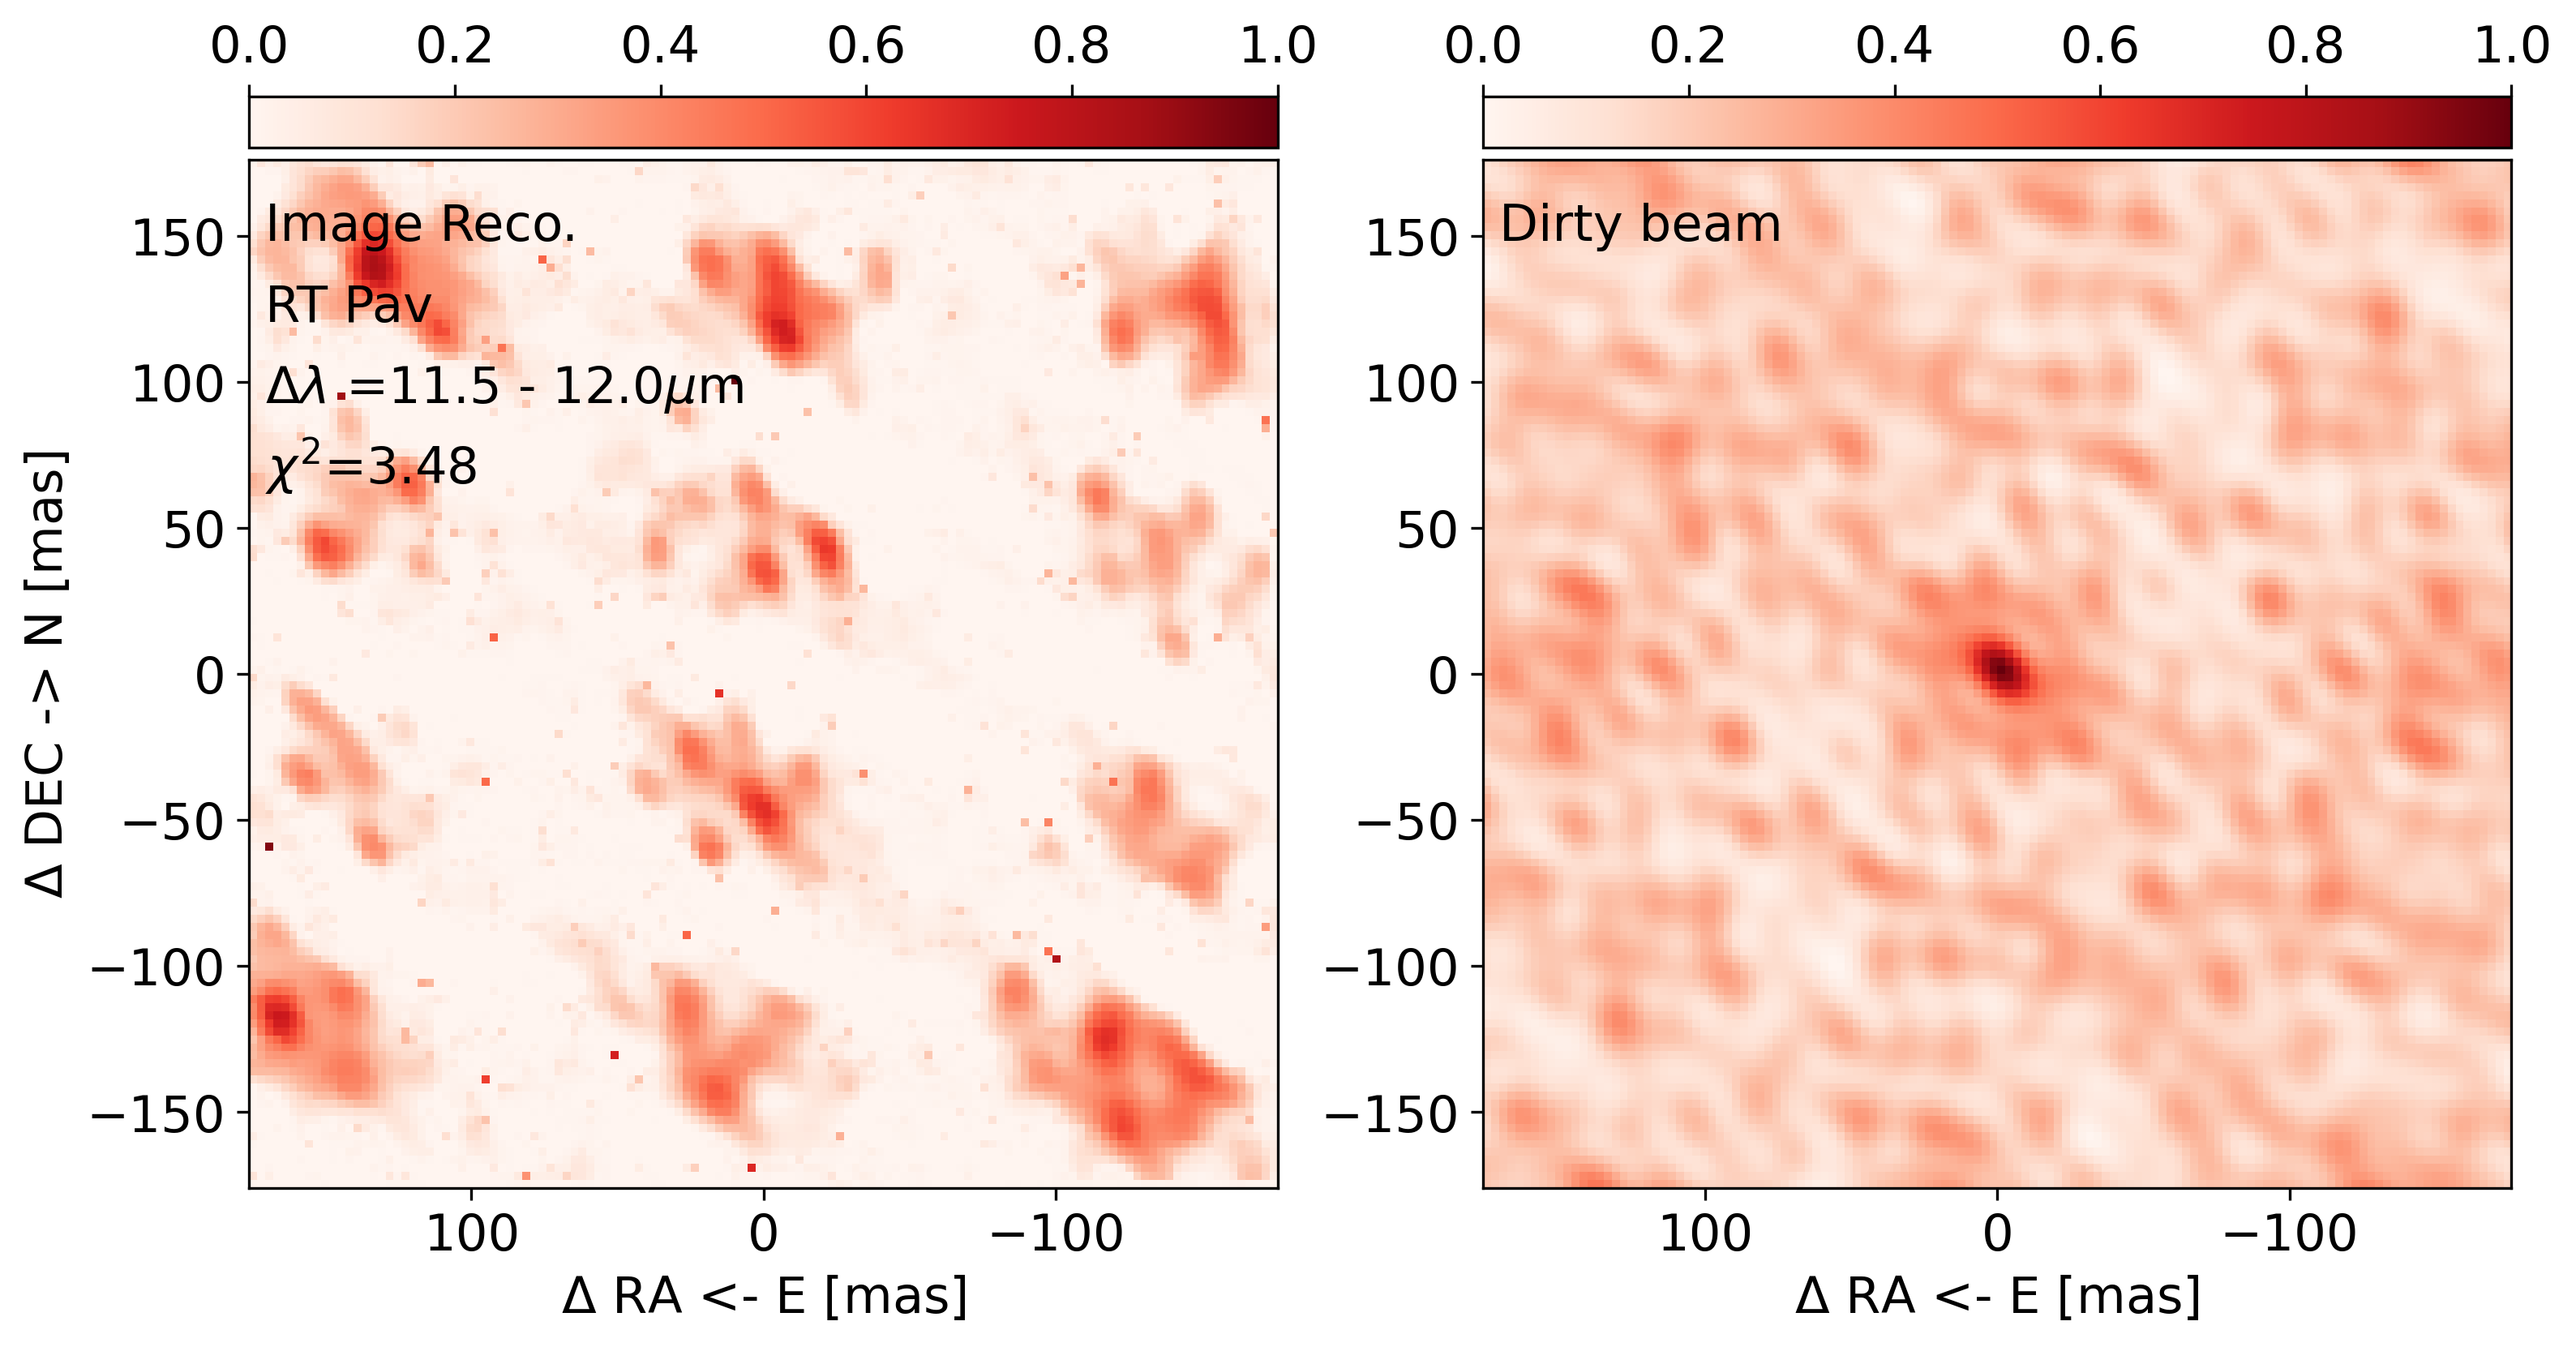 0.0 0.2 0.4 0.6 0.8 1.0
0.0 0.2 0.4 0.6 0.8 1.0
Image Reco.
RT Pav
Δλ =11.5 - 12.0μm
χ²=3.48
150
100
50
0
−50
−100
−150
Δ DEC -> N [mas]
100 0 −100
Δ RA <- E [mas]
Dirty beam
150
100
50
0
−50
−100
−150
100 0 −100
Δ RA <- E [mas]